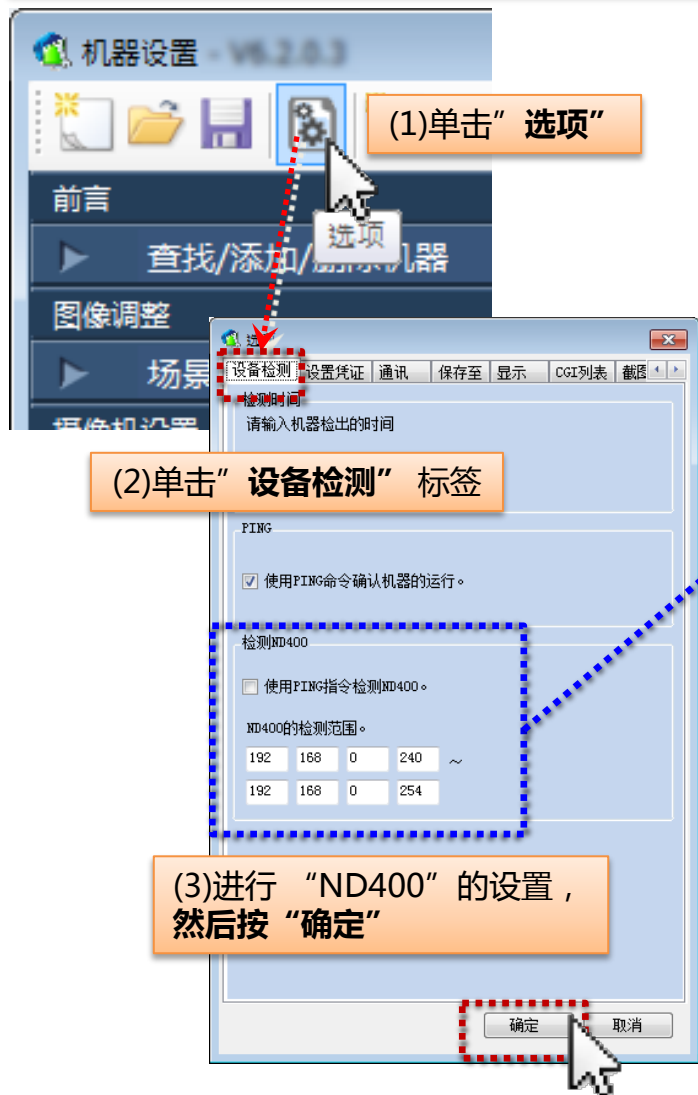 机器设置 - V6.2.0.3
(1)单击”选项”
选项
前言
查找/添加/删除机器
图像调整
场景
设备检测
设置凭证
通讯
保存至
显示
CGI列表
检测时间
请输入机器检出的时间
(2)单击”设备检测” 标签
PING
使用PING命令确认机器的运行。
检测ND400
使用PING指令检测ND400。
ND400的检测范围。
192 168 0 240 ～
192 168 0 254
(3)进行 “ND400” 的设置，
然后按 “确定”
确定
取消